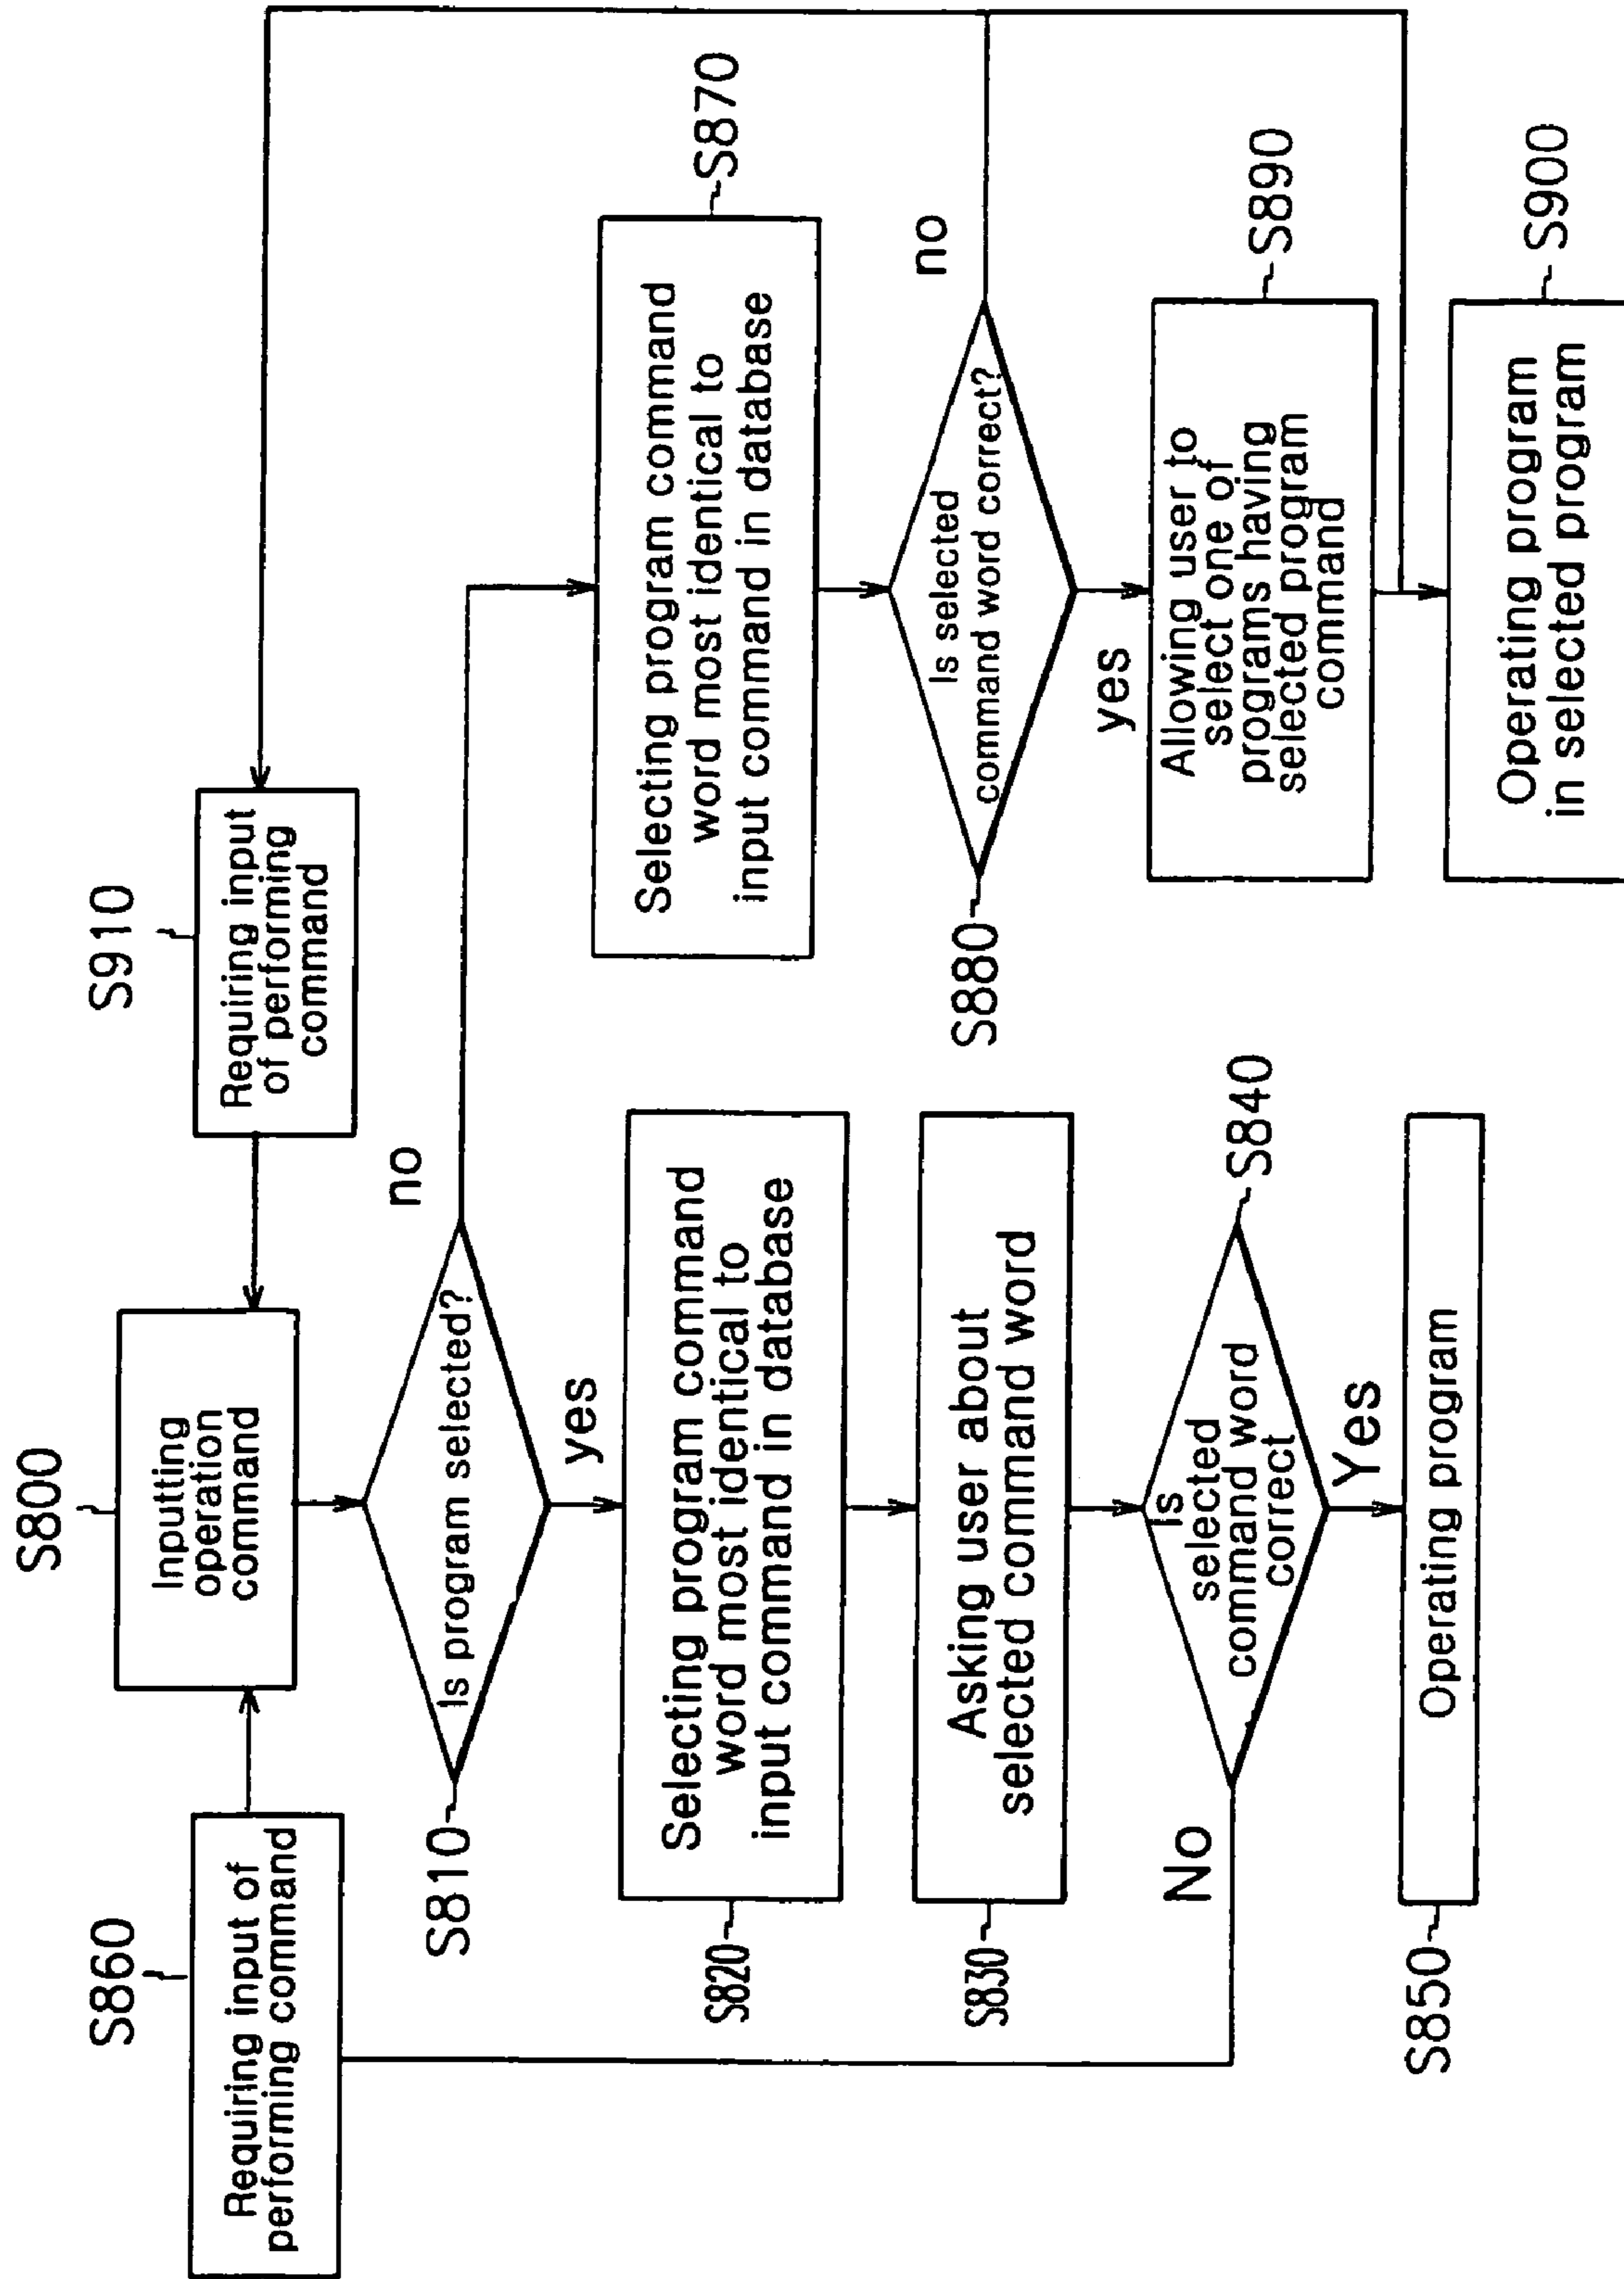 S860
Requiring input of
performing command
S800
Inputting
operation
command
S910
Requiring input
of performing
command
S810
Is program selected?
no
yes
S820
Selecting program command
word most identical to
input command in database
S830
Asking user about
selected command word
S840
Is
selected
command word
correct
No
Yes
S850
Operating program
S870
Selecting program command
word most identical to
input command in database
S880
Is selected
command word correct?
no
yes
S890
Allowing user to
select one of
programs having
selected program
command
S900
Operating program
in selected program